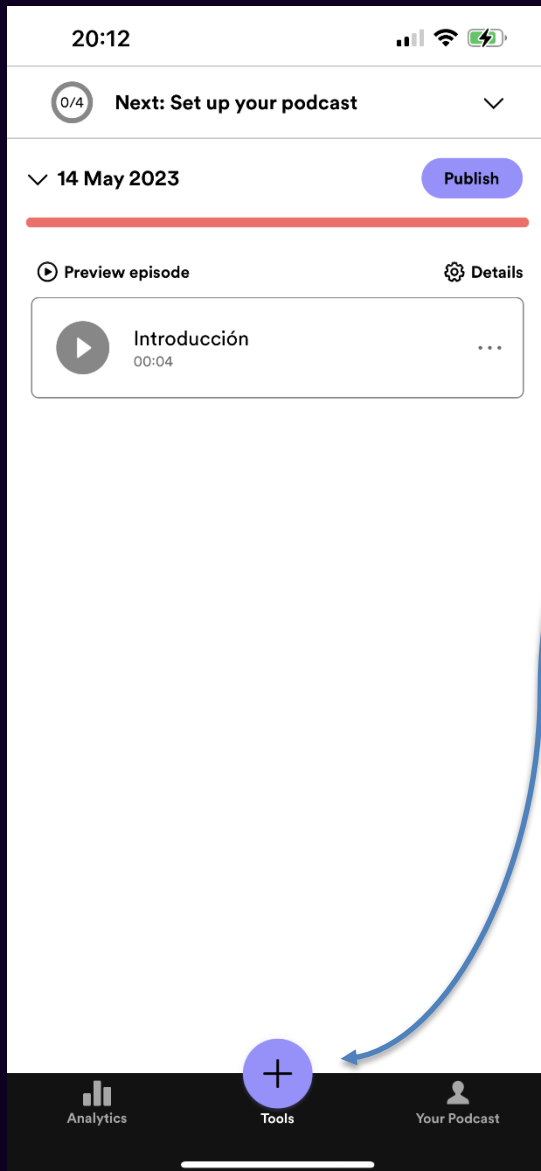 20:12
0/4 Next: Set up your podcast
14 May 2023 Publish
Preview episode Details
Introducción
00:04
Analytics Tools Your Podcast